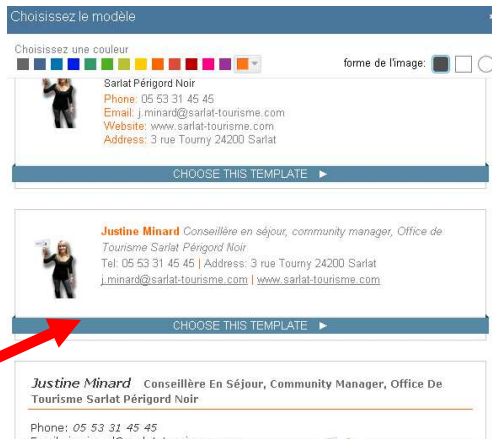 Choisissez le modèle
Choisissez une couleur
forme de l'image:
Sarlat Périgord Noir
Phone: 05 53 31 45 45
Email: j.minard@sarlat-tourisme.com
Website: www.sarlat-tourisme.com
Address: 3 rue Tourny 24200 Sarlat
CHOOSE THIS TEMPLATE ►
Justine Minard Conseillère en séjour, community manager, Office de
Tourisme Sarlat Périgord Noir
Tel: 05 53 31 45 45 | Address: 3 rue Tourny 24200 Sarlat
j.minard@sarlat-tourisme.com | www.sarlat-tourisme.com
CHOOSE THIS TEMPLATE ►
Justine Minard Conseillère En Séjour, Community Manager, Office De
Tourisme Sarlat Périgord Noir
Phone: 05 53 31 45 45